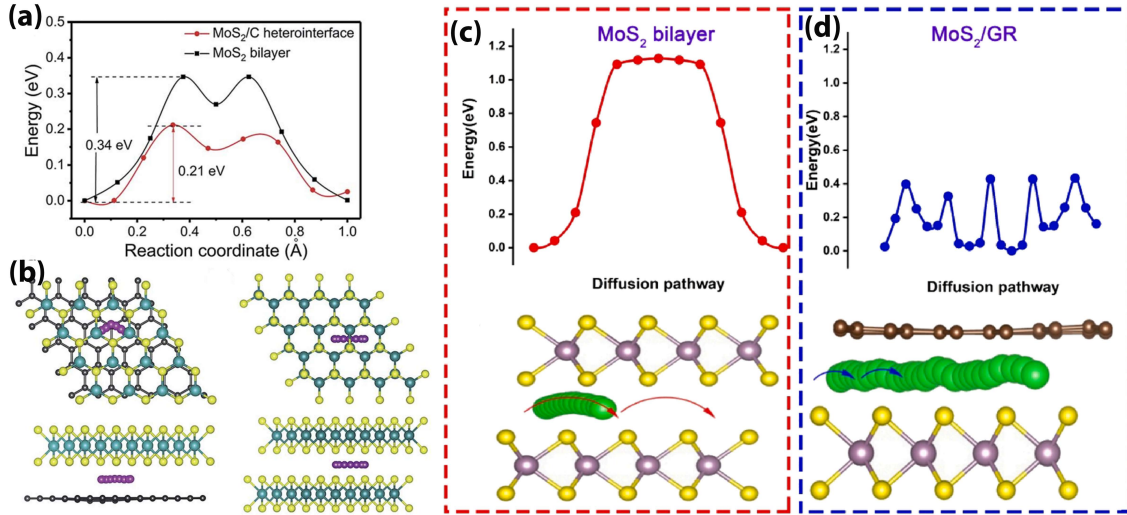 (a)
MoS₂/C heterointerface
MoS₂ bilayer
0.5
0.4
0.3
0.2
0.1
0.0
Energy (eV)
0.34 eV
0.21 eV
0.0 0.2 0.4 0.6 0.8 1.0
Reaction coordinate (Å)
(b)
(c)
MoS₂ bilayer
1.2
1.0
0.8
0.6
0.4
0.2
0.0
Energy(eV)
Diffusion pathway
(d)
MoS₂/GR
1.2
1.0
0.8
0.6
0.4
0.2
0.0
Energy(eV)
Diffusion pathway